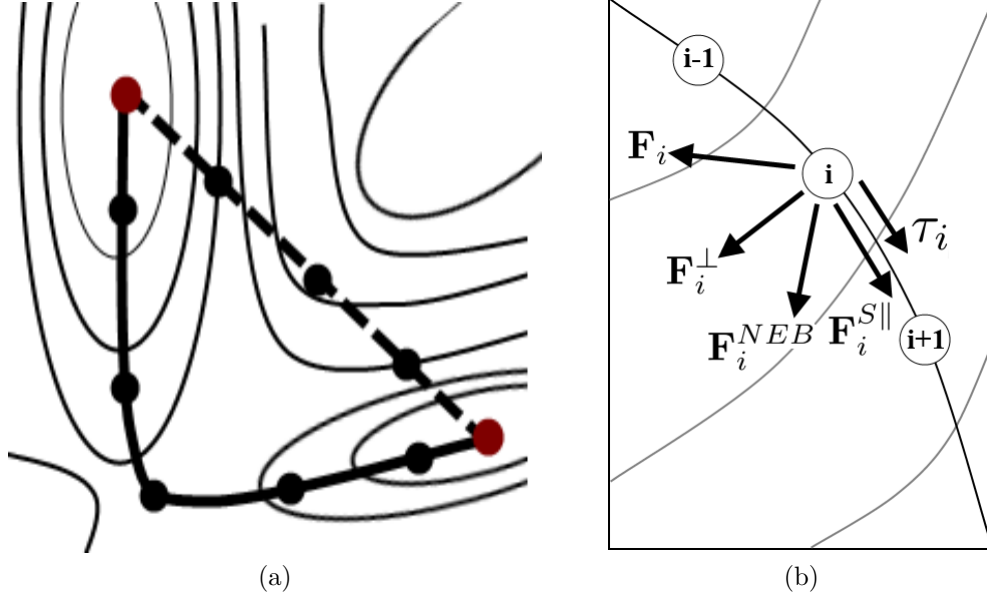 i-1
F_i
i
τ_i
F_i^⊥
F_i^{NEB}
F_i^{S∥}
i+1
(a)
(b)